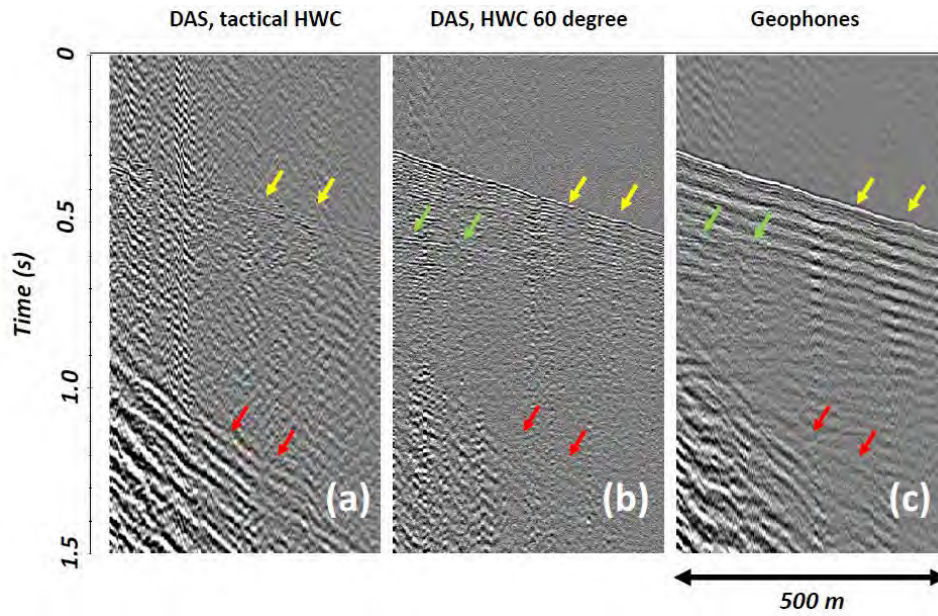 DAS, tactical HWC
DAS, HWC 60 degree
Geophones
0
0.5
1.0
1.5
Time (s)
(a)
(b)
(c)
500 m